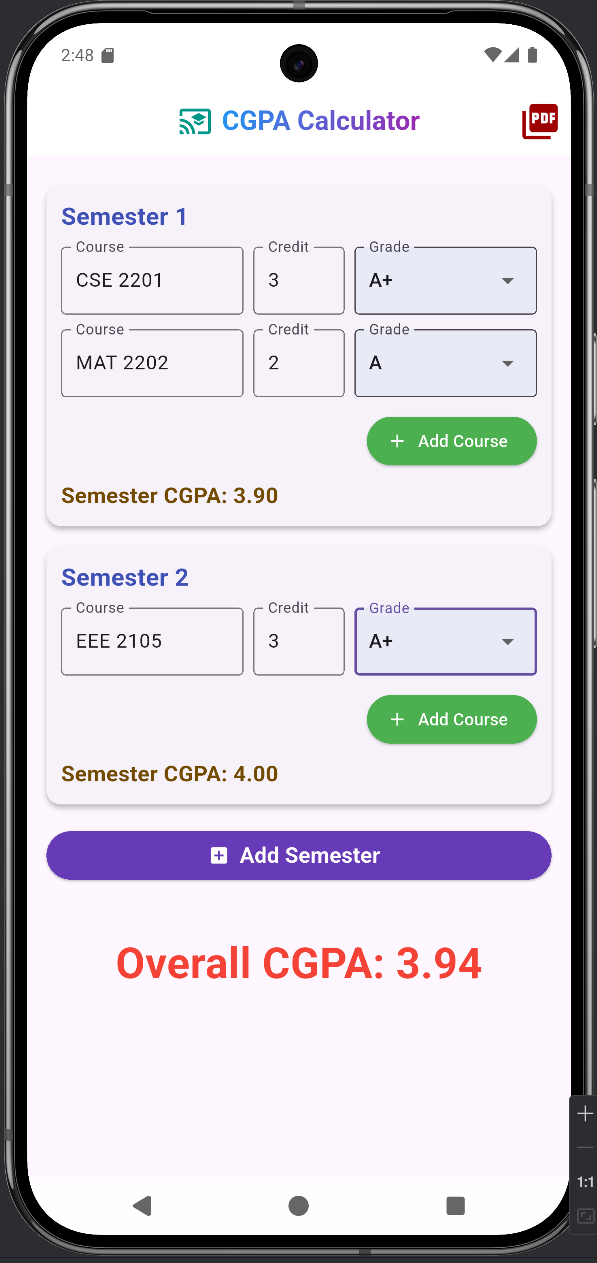 2:48
CGPA Calculator
PDF
Semester 1
Course Credit Grade
CSE 2201 3 A+
Course Credit Grade
MAT 2202 2 A
+ Add Course
Semester CGPA: 3.90
Semester 2
Course Credit Grade
EEE 2105 3 A+
+ Add Course
Semester CGPA: 4.00
Add Semester
Overall CGPA: 3.94
1:1